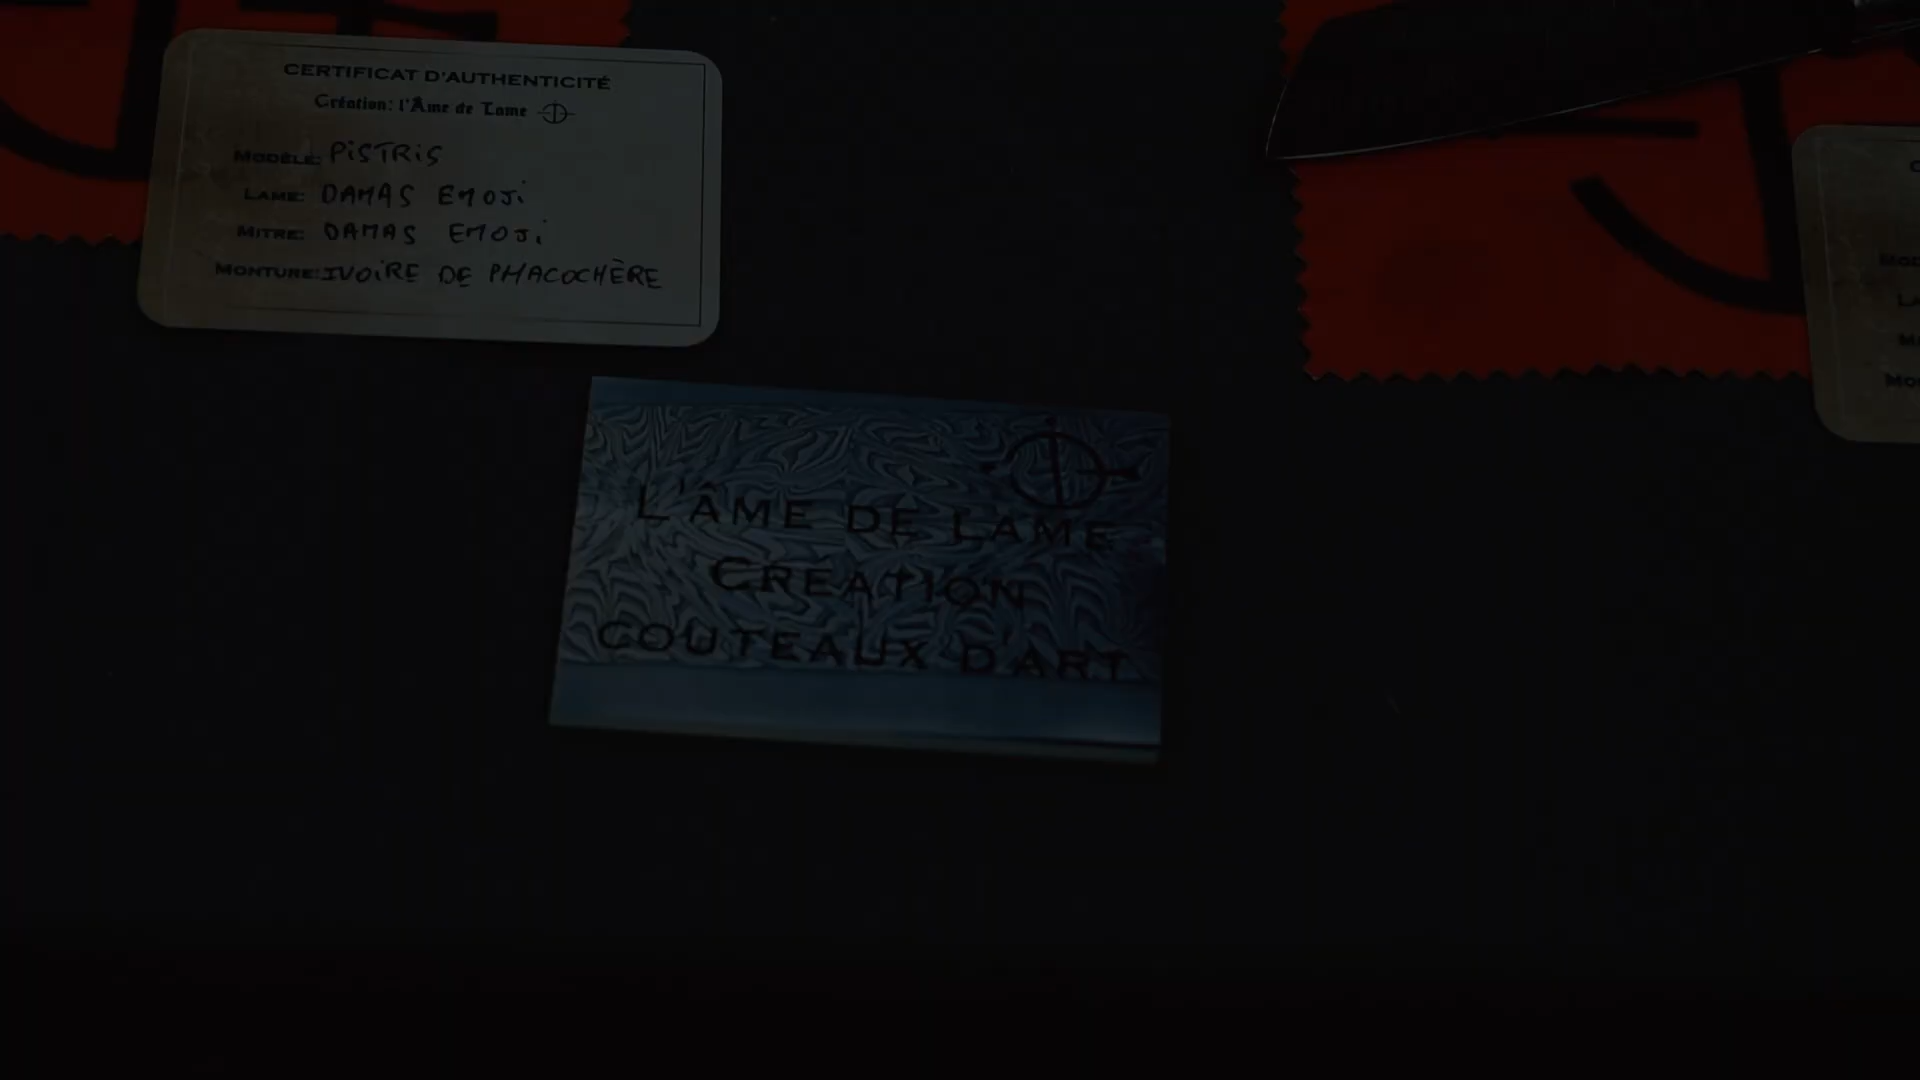 CERTIFICAT D'AUTHENTICITÉ
Création: l'Âme de Lame
MODÈLE: PiSTRiS
LAME: DAMAS EMOJi
MITRE: DAMAS EMOJi
MONTURE: IVOiRE DE PHACOCHÈRE
L'ÂME DE LAME
CRÉATION
COUTEAUX D'ART